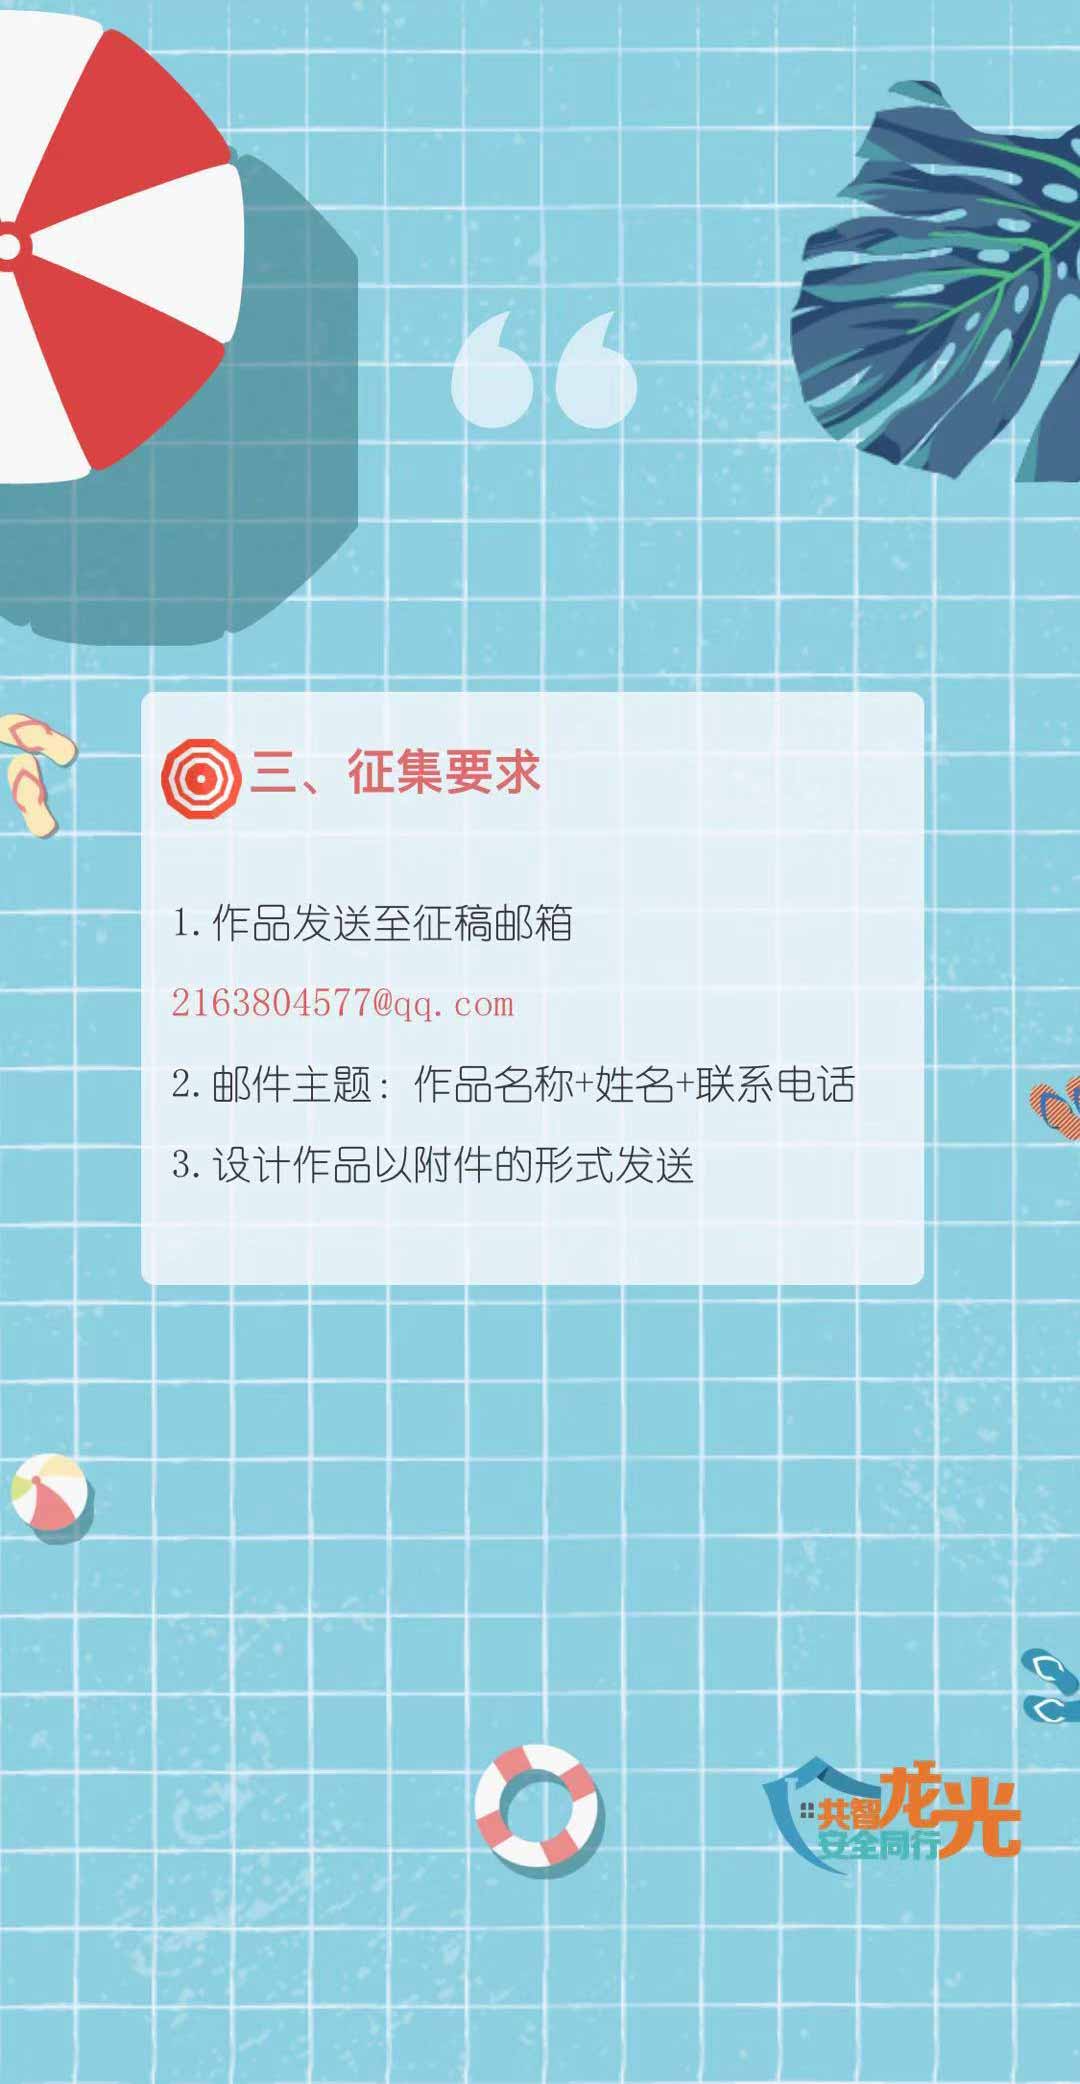 三、征集要求
1.作品发送至征稿邮箱
2163804577@qq.com
2.邮件主题：作品名称+姓名+联系电话
3.设计作品以附件的形式发送
共智龙光
安全同行